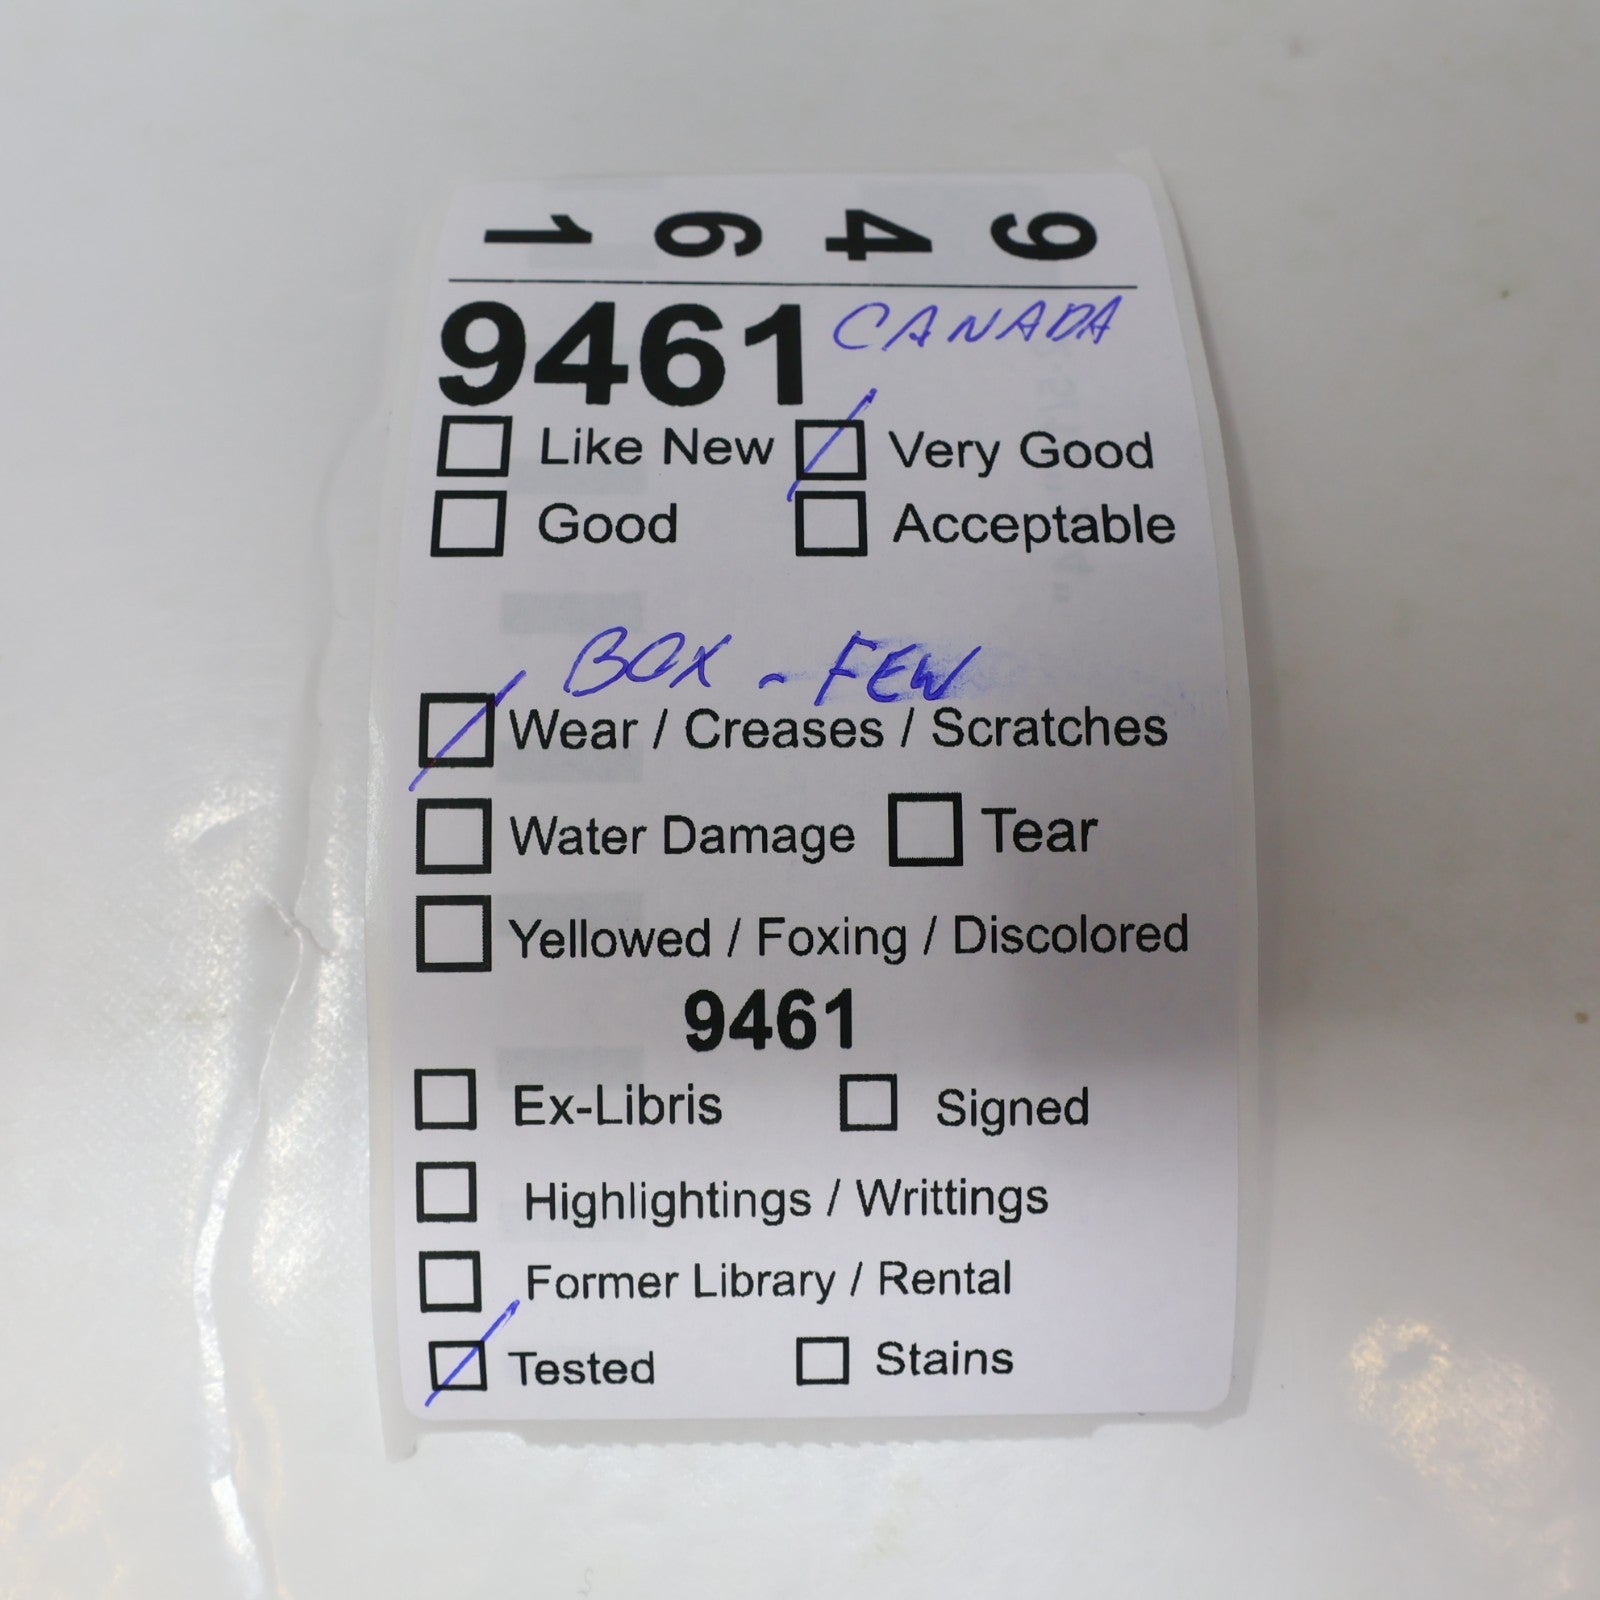 9461
9461 CANADA
Like New Very Good
Good Acceptable
BOX - FEW
Wear / Creases / Scratches
Water Damage Tear
Yellowed / Foxing / Discolored
9461
Ex-Libris Signed
Highlightings / Writtings
Former Library / Rental
Tested Stains